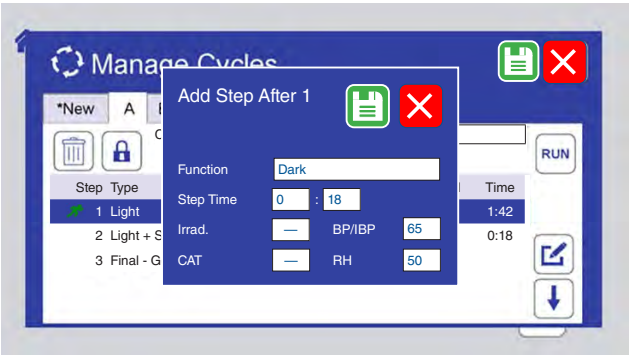 Manage Cycles
Add Step After 1
*New
A
RUN
Function
Dark
Step Type
Time
Step Time
0 : 18
1 Light
1:42
Irrad.
—
BP/IBP
65
2 Light + S
0:18
CAT
—
RH
50
3 Final - G